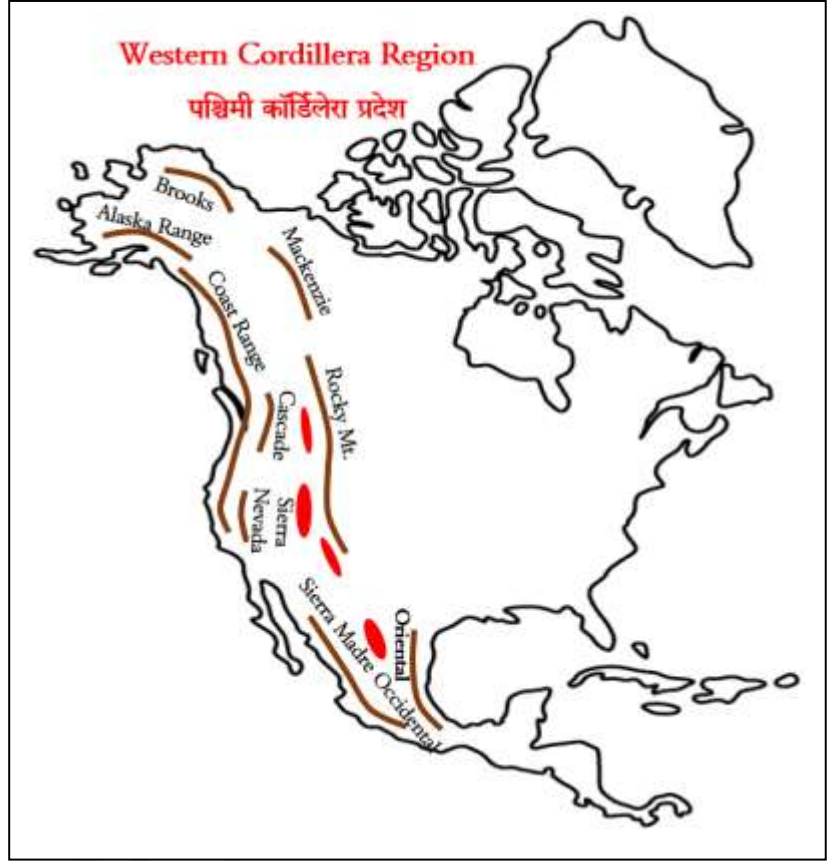 Western Cordillera Region
पश्चिमी कॉर्डिलेरा प्रदेश
Brooks
Alaska Range
Mackenzie
Coast Range
Rocky Mt.
Cascade
Sierra
Nevada
Sierra Madre Occidental
Oriental